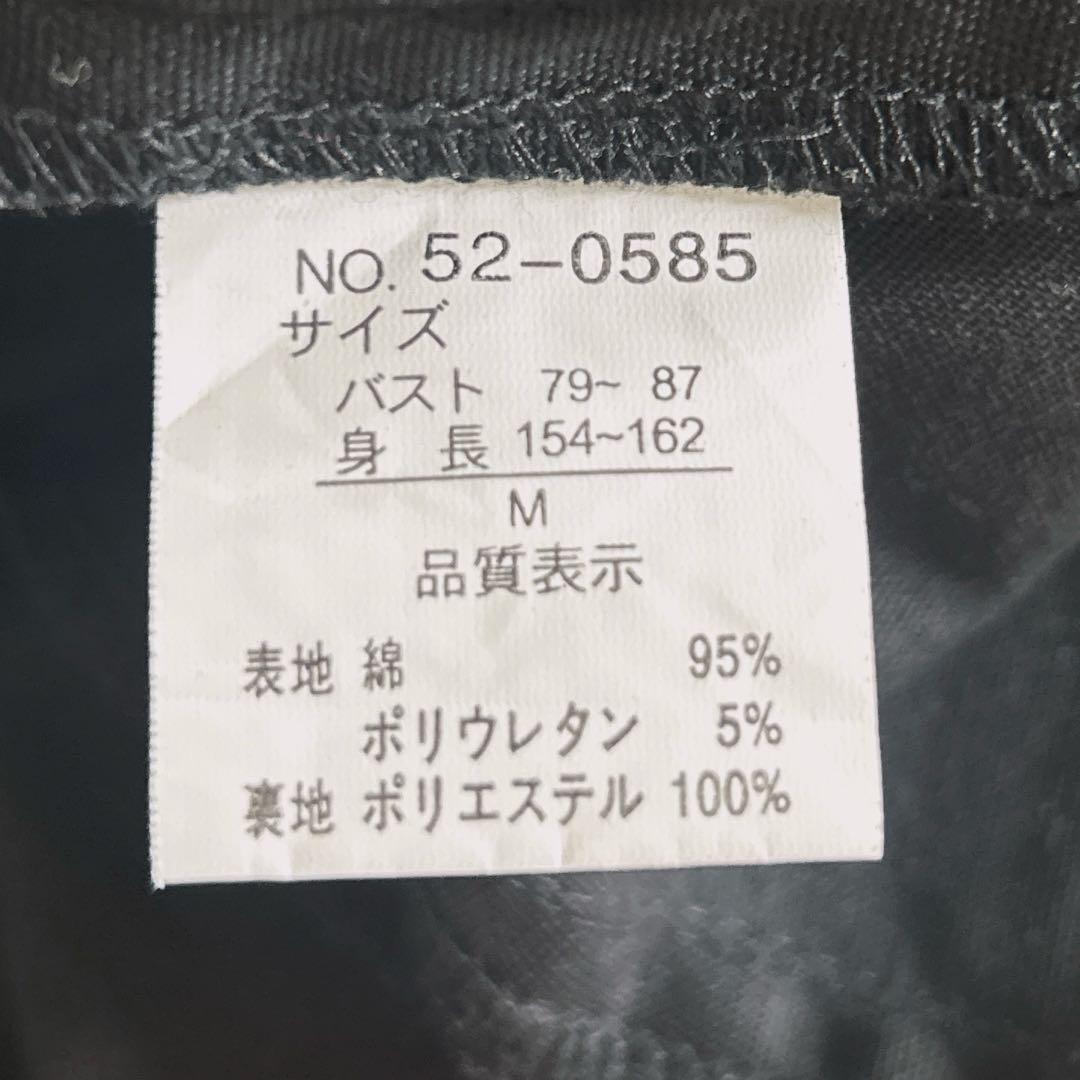 NO. 52-0585
サイズ
バスト 79~ 87
身 長 154~162
M
品質表示
表地 綿 95%
ポリウレタン 5%
裏地 ポリエステル 100%